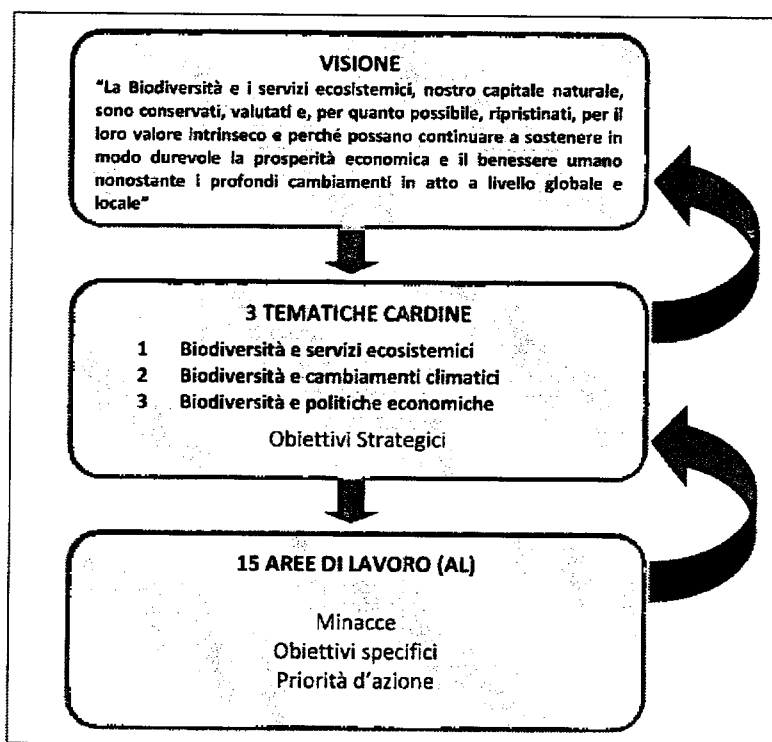 VISIONE
"La Biodiversità e i servizi ecosistemici, nostro capitale naturale,
sono conservati, valutati e, per quanto possibile, ripristinati, per il
loro valore intrinseco e perché possano continuare a sostenere in
modo durevole la prosperità economica e il benessere umano
nonostante i profondi cambiamenti in atto a livello globale e
locale"
3 TEMATICHE CARDINE
1 Biodiversità e servizi ecosistemici
2 Biodiversità e cambiamenti climatici
3 Biodiversità e politiche economiche
Obiettivi Strategici
15 AREE DI LAVORO (AL)
Minacce
Obiettivi specifici
Priorità d'azione